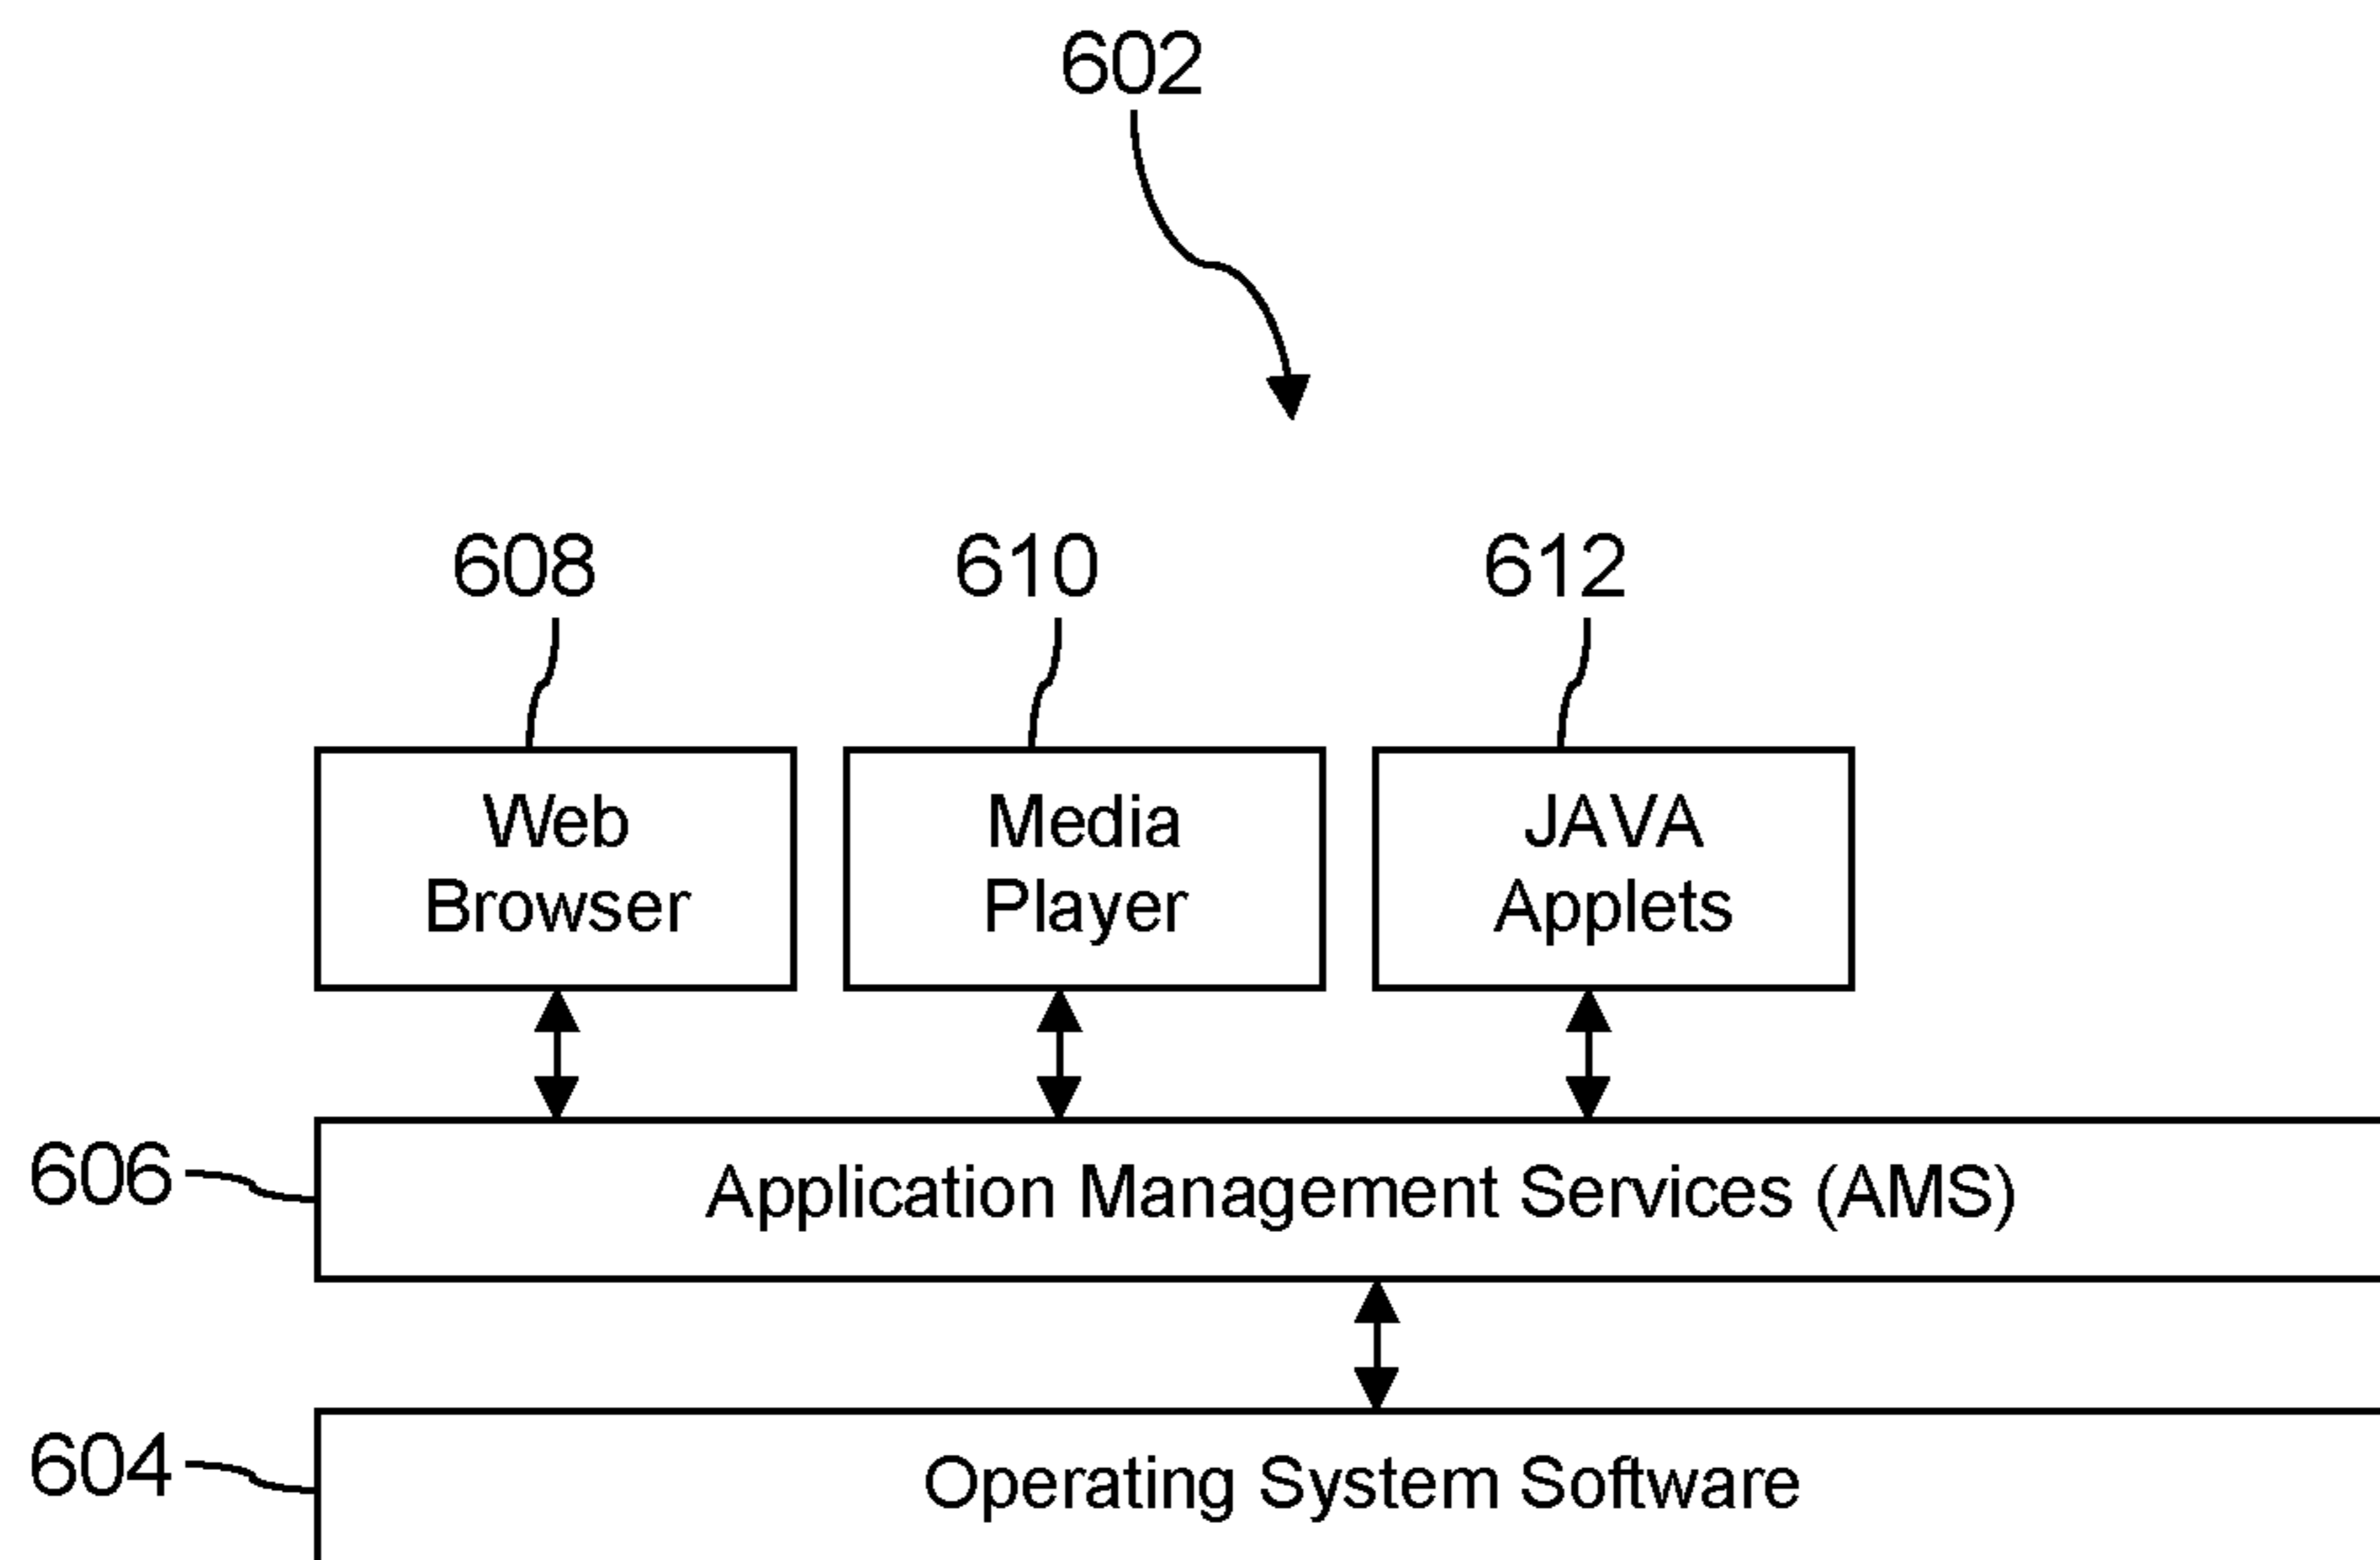 602
608
610
612
Web
Browser
Media
Player
JAVA
Applets
606
Application Management Services (AMS)
604
Operating System Software